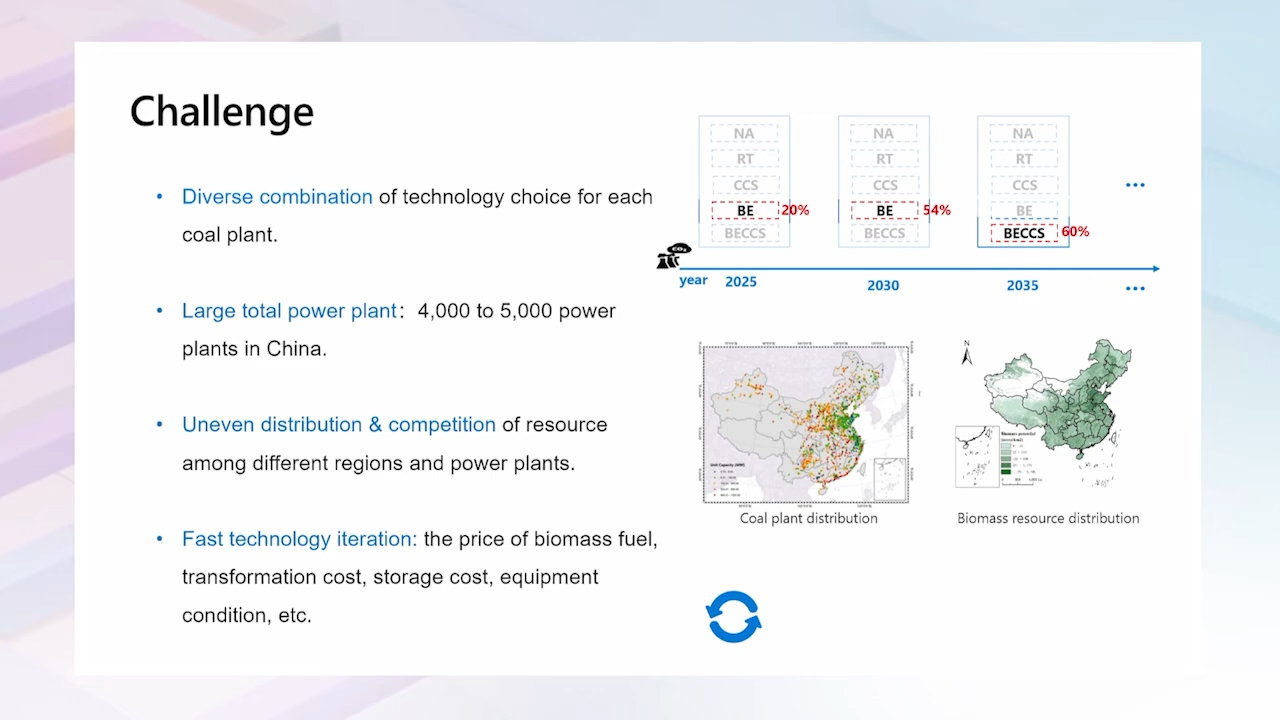 Challenge
• Diverse combination of technology choice for each
coal plant.
• Large total power plant： 4,000 to 5,000 power
plants in China.
• Uneven distribution & competition of resource
among different regions and power plants.
• Fast technology iteration: the price of biomass fuel,
transformation cost, storage cost, equipment
condition, etc.
NA NA NA
RT RT RT
CCS CCS CCS •••
BE 20% BE 54% BE
BECCS BECCS BECCS 60%
CO₂
year 2025 2030 2035 •••
N
Unit Capacity (MW)
Coal plant distribution
Biomass resource distribution